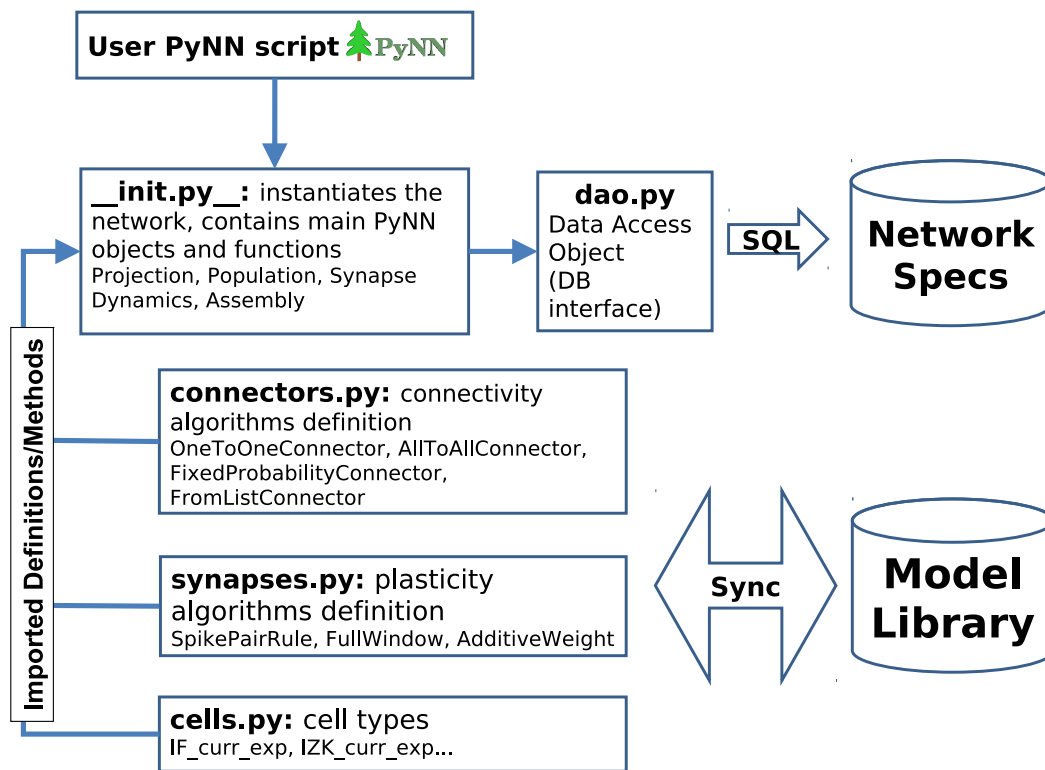 User PyNN script PyNN
__init.py__: instantiates the
network, contains main PyNN
objects and functions
Projection, Population, Synapse
Dynamics, Assembly
dao.py
Data Access
Object
(DB
interface)
SQL
Network
Specs
Imported Definitions/Methods
connectors.py: connectivity
algorithms definition
OneToOneConnector, AllToAllConnector,
FixedProbabilityConnector,
FromListConnector
synapses.py: plasticity
algorithms definition
SpikePairRule, FullWindow, AdditiveWeight
cells.py: cell types
IF_curr_exp, IZK_curr_exp...
Sync
Model
Library